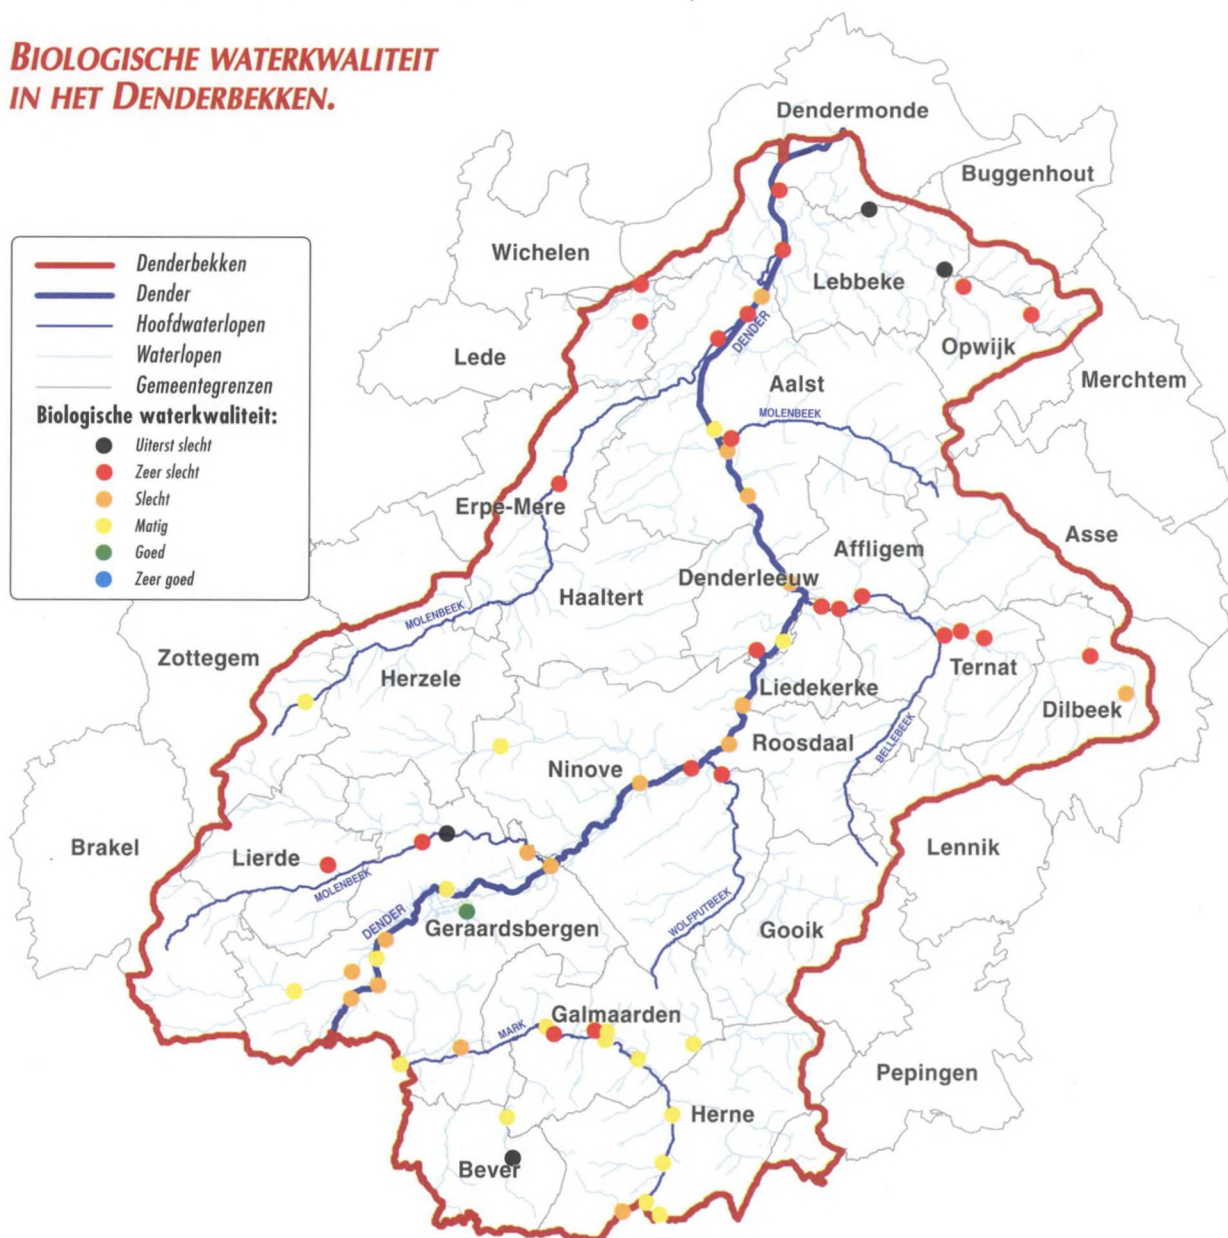 BIOLOGISCHE WATERKWALITEIT
IN HET DENDERBEKKEN.
Denderbekken
Dender
Hoofdwaterlopen
Waterlopen
Gemeentegrenzen
Biologische waterkwaliteit:
Uiterst slecht
Zeer slecht
Slecht
Matig
Goed
Zeer goed
Dendermonde
Buggenhout
Wichelen
Lebbeke
DENDER
Opwijk
Lede
Aalst
Merchtem
MOLENBEEK
Erpe-Mere
Asse
Affligem
Denderleeuw
Haaltert
MOLENBEEK
Zottegem
Herzele
Ternat
Liedekerke
Dilbeek
Roosdaal
BELLEBEEK
Ninove
Brakel
Lierde
Lennik
MOLENBEEK
DENDER
Geraardsbergen
WOLFPUTBEEK
Gooik
Galmaarden
MARK
Pepingen
Herne
Bever